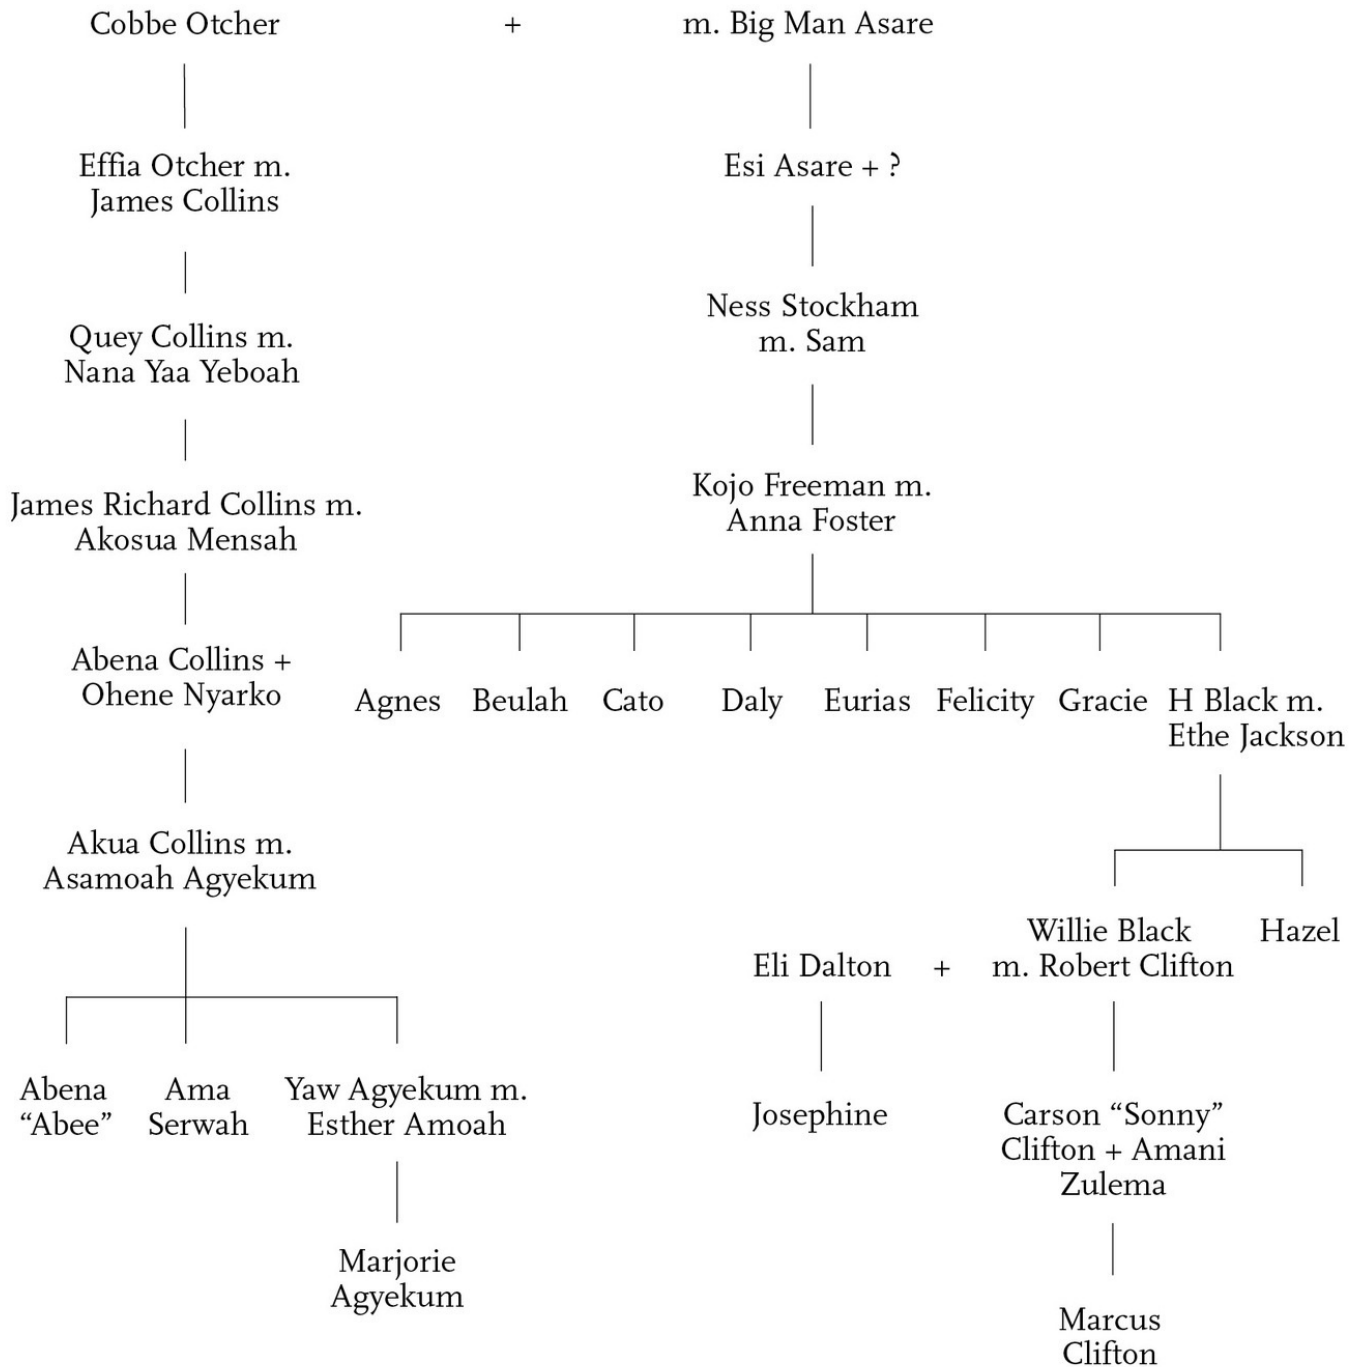 Cobbe Otcher + m. Big Man Asare
Effia Otcher m.
James Collins
Esi Asare + ?
Quey Collins m.
Nana Yaa Yeboah
Ness Stockham
m. Sam
James Richard Collins m.
Akosua Mensah
Kojo Freeman m.
Anna Foster
Abena Collins +
Ohene Nyarko
Agnes Beulah Cato Daly Eurias Felicity Gracie H Black m.
Ethe Jackson
Akua Collins m.
Asamoah Agyekum
Willie Black Hazel
Eli Dalton + m. Robert Clifton
Abena
“Abee”
Ama
Serwah
Yaw Agyekum m.
Esther Amoah
Josephine
Carson “Sonny”
Clifton + Amani
Zulema
Marjorie
Agyekum
Marcus
Clifton